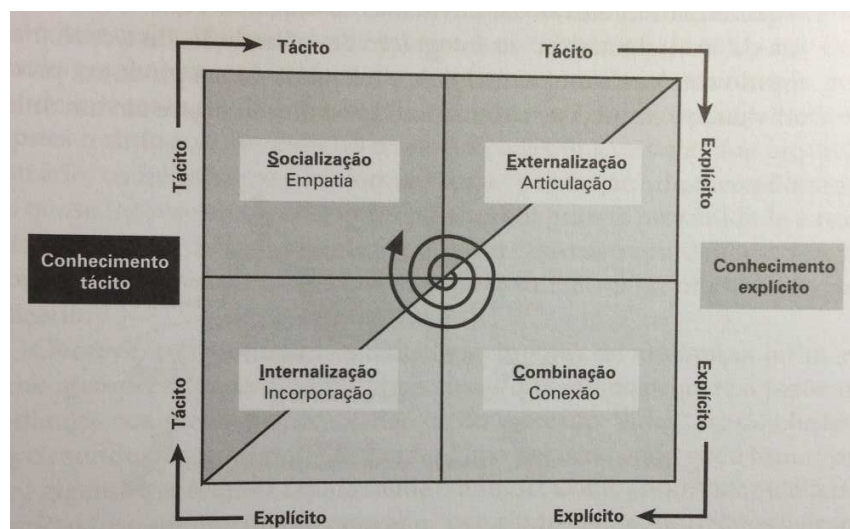 Tácito
Tácito
Tácito
Explícito
Socialização
Empatia
Externalização
Articulação
Conhecimento
tácito
Conhecimento
explícito
Internalização
Incorporação
Combinação
Conexão
Tácito
Explícito
Explícito
Explícito